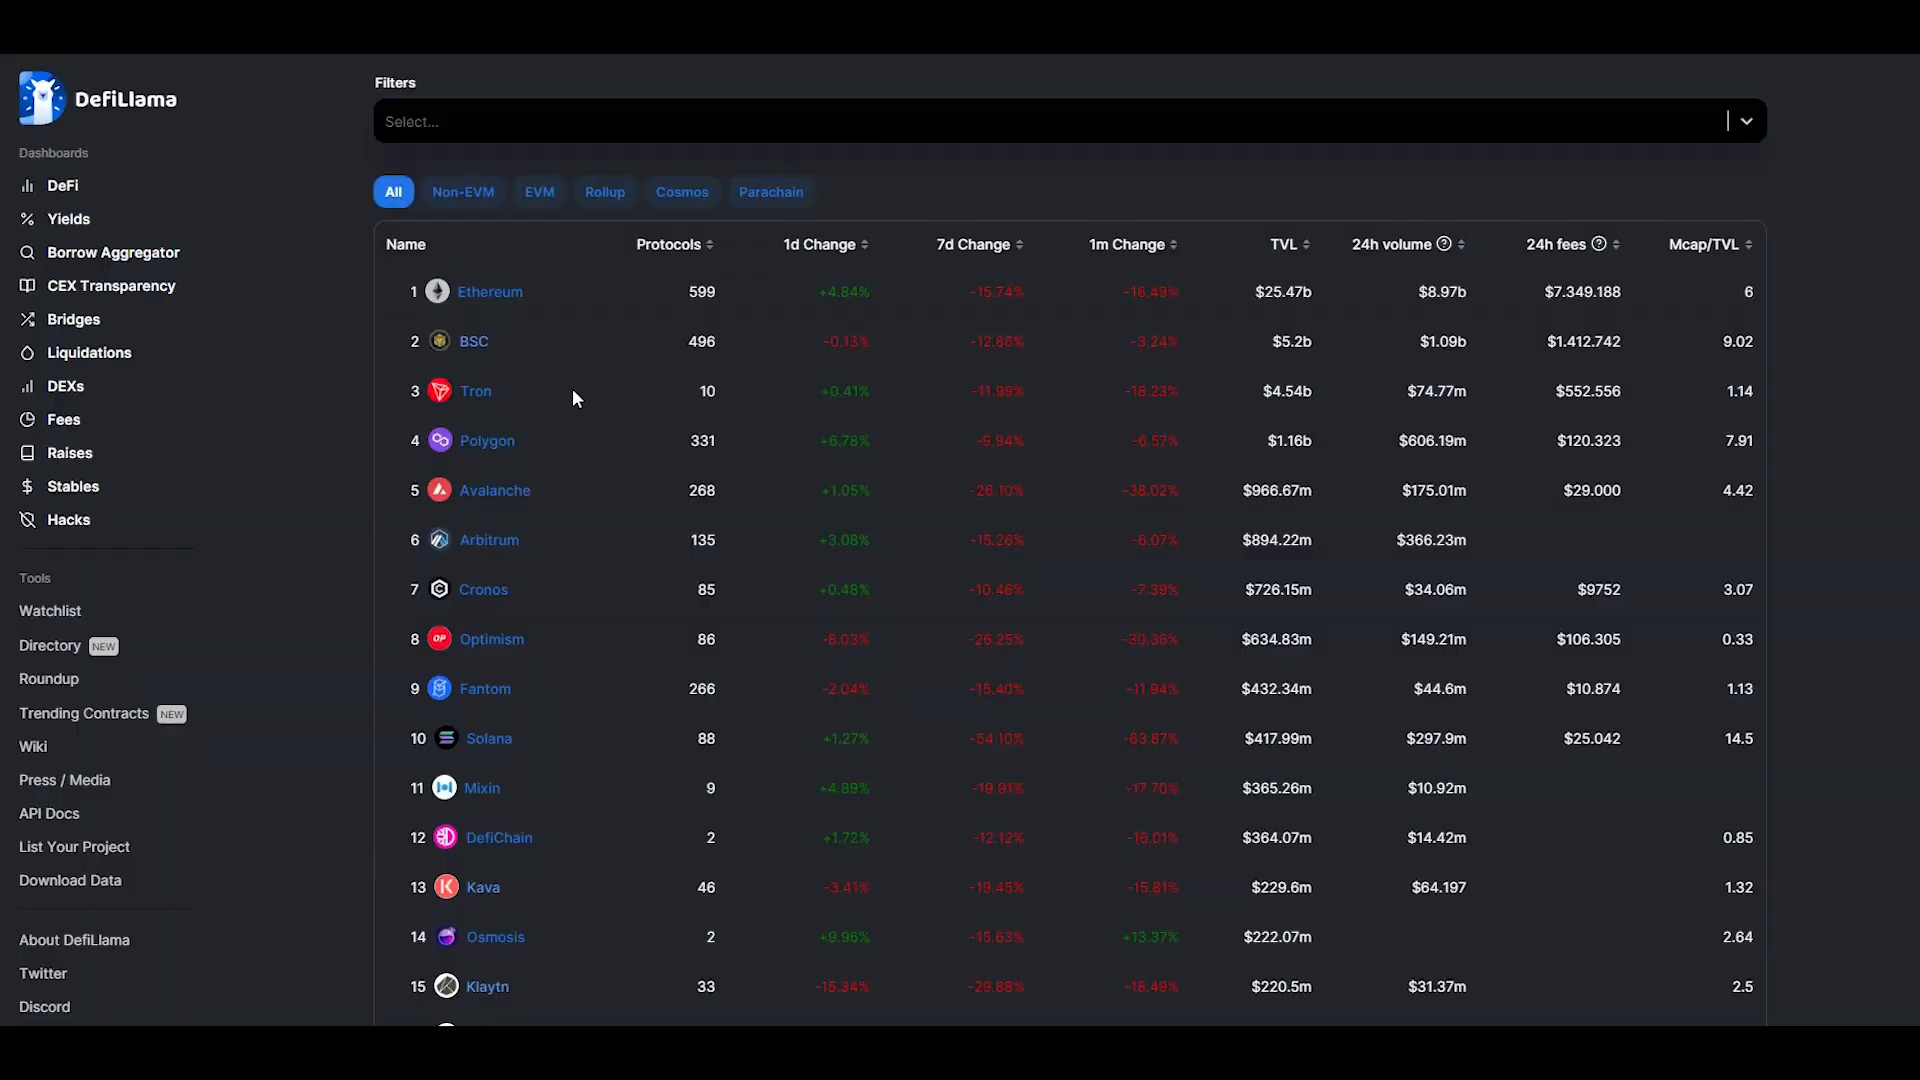 DefiLlama
Dashboards
DeFi
Yields
Borrow Aggregator
CEX Transparency
Bridges
Liquidations
DEXs
Fees
Raises
Stables
Hacks
Tools
Watchlist
Directory NEW
Roundup
Trending Contracts NEW
Wiki
Press / Media
API Docs
List Your Project
Download Data
About DefiLlama
Twitter
Discord
Filters
Select...
All Non-EVM EVM Rollup Cosmos Parachain
Name Protocols 1d Change 7d Change 1m Change TVL 24h volume 24h fees Mcap/TVL
1 Ethereum 599 +4.84% -15.74% -16.49% $25.47b $8.97b $7.349.188 6
2 BSC 496 -0.13% -12.86% -3.24% $5.2b $1.09b $1.412.742 9.02
3 Tron 10 +0.41% -11.98% -18.23% $4.54b $74.77m $552.556 1.14
4 Polygon 331 +6.78% -9.94% -6.57% $1.16b $606.19m $120.323 7.91
5 Avalanche 268 +1.05% -26.10% -38.02% $966.67m $175.01m $29.000 4.42
6 Arbitrum 135 +3.08% -15.26% -6.07% $894.22m $366.23m
7 Cronos 85 +0.48% -10.46% -7.39% $726.15m $34.06m $9752 3.07
8 Optimism 86 -8.03% -26.25% -30.36% $634.83m $149.21m $106.305 0.33
9 Fantom 266 -2.04% -15.40% -11.94% $432.34m $44.6m $10.874 1.13
10 Solana 88 +1.27% -54.10% -63.87% $417.99m $297.9m $25.042 14.5
11 Mixin 9 +4.89% -19.91% -17.70% $365.26m $10.92m
12 DefiChain 2 +1.72% -12.12% -16.01% $364.07m $14.42m 0.85
13 Kava 46 -3.41% -19.45% -15.81% $229.6m $64.197 1.32
14 Osmosis 2 +9.96% -15.63% +13.37% $222.07m 2.64
15 Klaytn 33 -15.34% -29.88% -18.49% $220.5m $31.37m 2.5